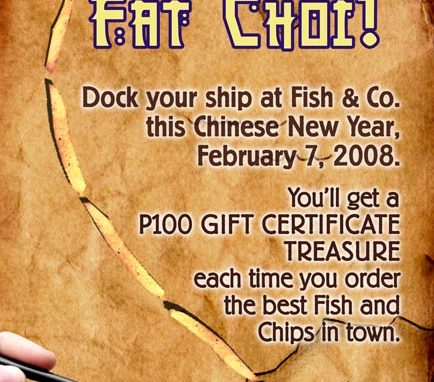 FAT CHOI!
Dock your ship at Fish & Co.
this Chinese New Year,
February 7, 2008.
You'll get a
P100 GIFT CERTIFICATE
TREASURE
each time you order
the best Fish and
Chips in town.